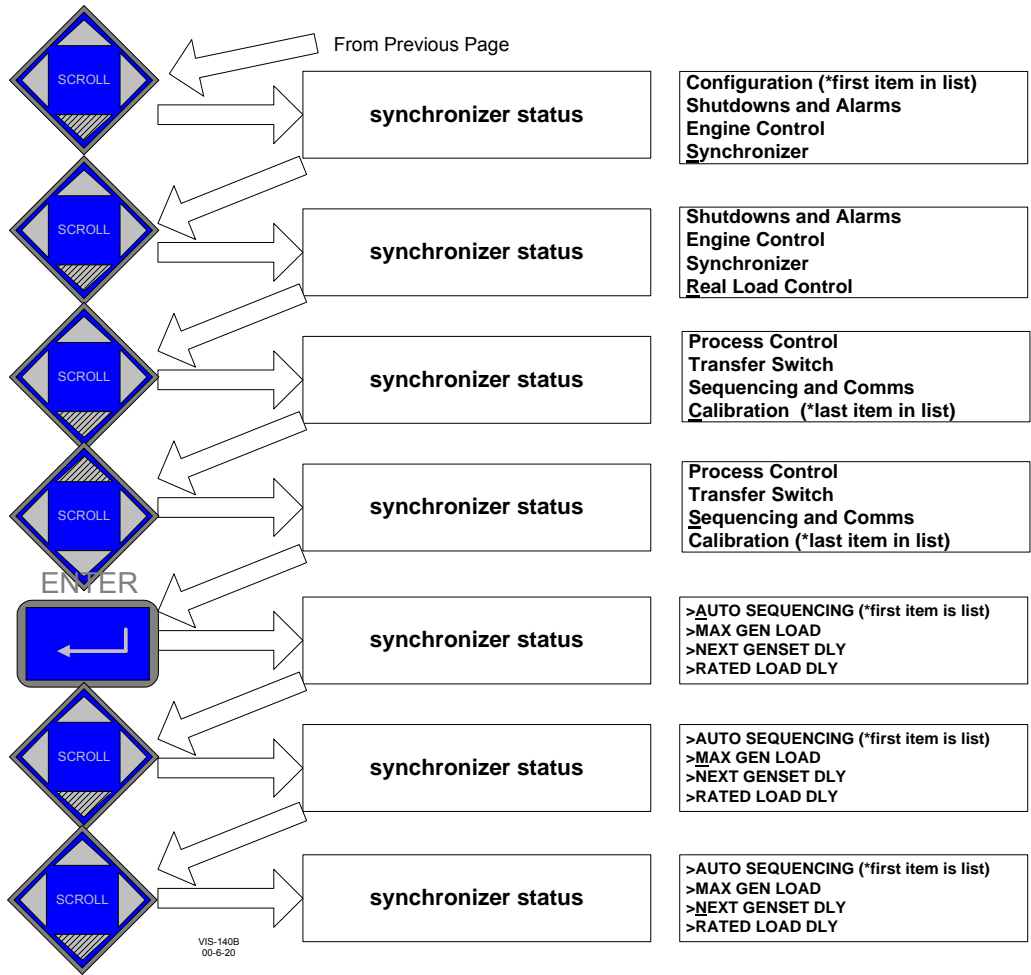 From Previous Page
SCROLL
synchronizer status
Configuration (*first item in list)
Shutdowns and Alarms
Engine Control
Synchronizer
SCROLL
synchronizer status
Shutdowns and Alarms
Engine Control
Synchronizer
Real Load Control
SCROLL
synchronizer status
Process Control
Transfer Switch
Sequencing and Comms
Calibration (*last item in list)
SCROLL
synchronizer status
Process Control
Transfer Switch
Sequencing and Comms
Calibration (*last item in list)
ENTER
synchronizer status
>AUTO SEQUENCING (*first item is list)
>MAX GEN LOAD
>NEXT GENSET DLY
>RATED LOAD DLY
SCROLL
synchronizer status
>AUTO SEQUENCING (*first item is list)
>MAX GEN LOAD
>NEXT GENSET DLY
>RATED LOAD DLY
SCROLL
synchronizer status
>AUTO SEQUENCING (*first item is list)
>MAX GEN LOAD
>NEXT GENSET DLY
>RATED LOAD DLY
VIS-140B
00-6-20